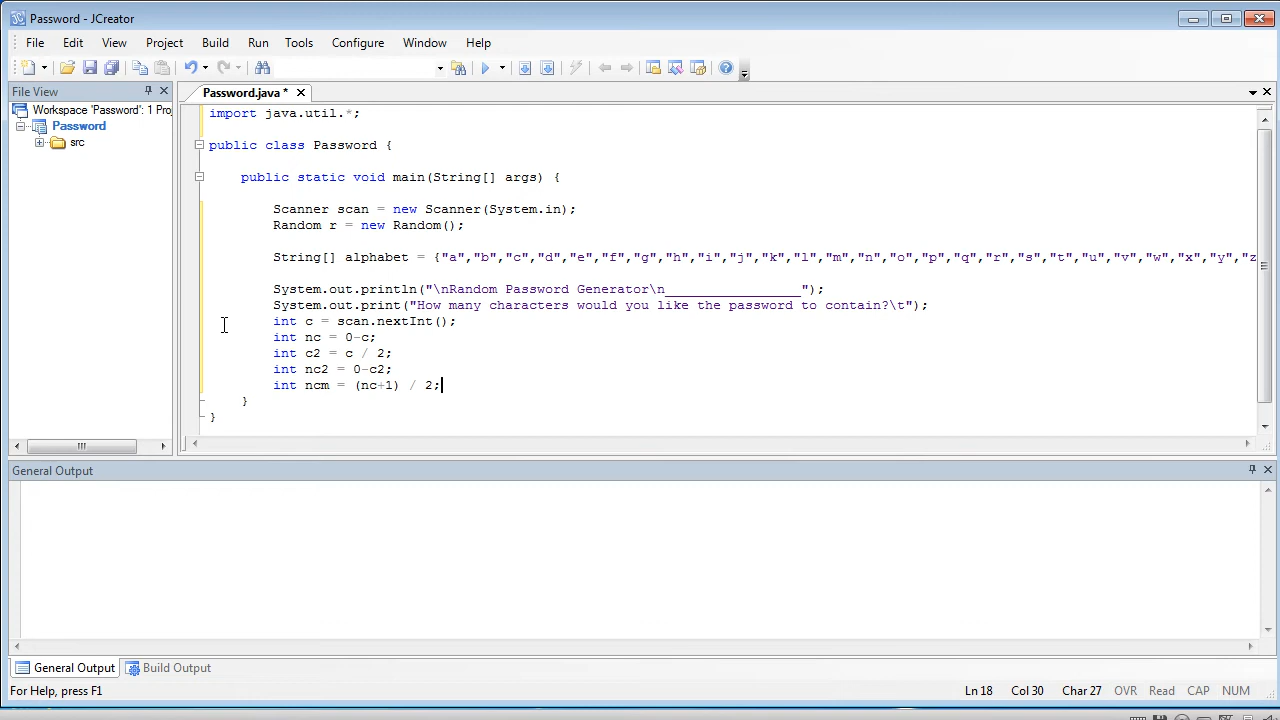 Password - JCreator
File Edit View Project Build Run Tools Configure Window Help
File View
Password.java *
Workspace 'Password': 1 Proj
Password
src
import java.util.*;
public class Password {
public static void main(String[] args) {
Scanner scan = new Scanner(System.in);
Random r = new Random();
String[] alphabet = {"a","b","c","d","e","f","g","h","i","j","k","l","m","n","o","p","q","r","s","t","u","v","w","x","y","z
System.out.println("\nRandom Password Generator\n_________________");
System.out.print("How many characters would you like the password to contain?\t");
int c = scan.nextInt();
int nc = 0-c;
int c2 = c / 2;
int nc2 = 0-c2;
int ncm = (nc+1) / 2;
}
}
General Output
General Output Build Output
For Help, press F1
Ln 18 Col 30 Char 27 OVR Read CAP NUM